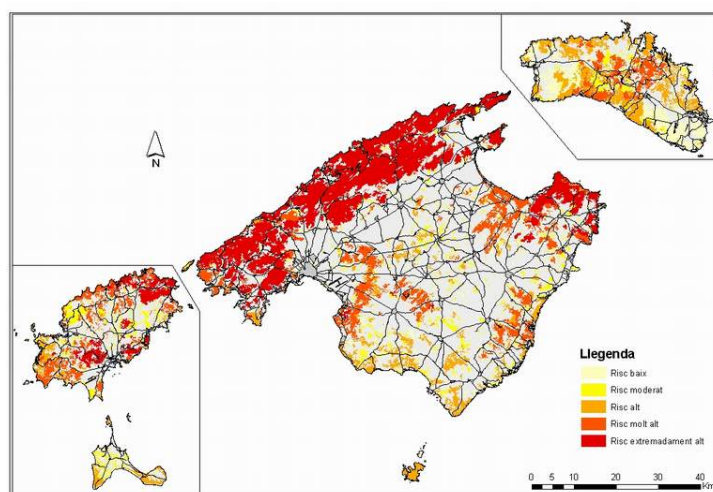 N
Llegenda
Risc baix
Risc moderat
Risc alt
Risc molt alt
Risc extremadament alt
0 5 10 20 30 40
Km